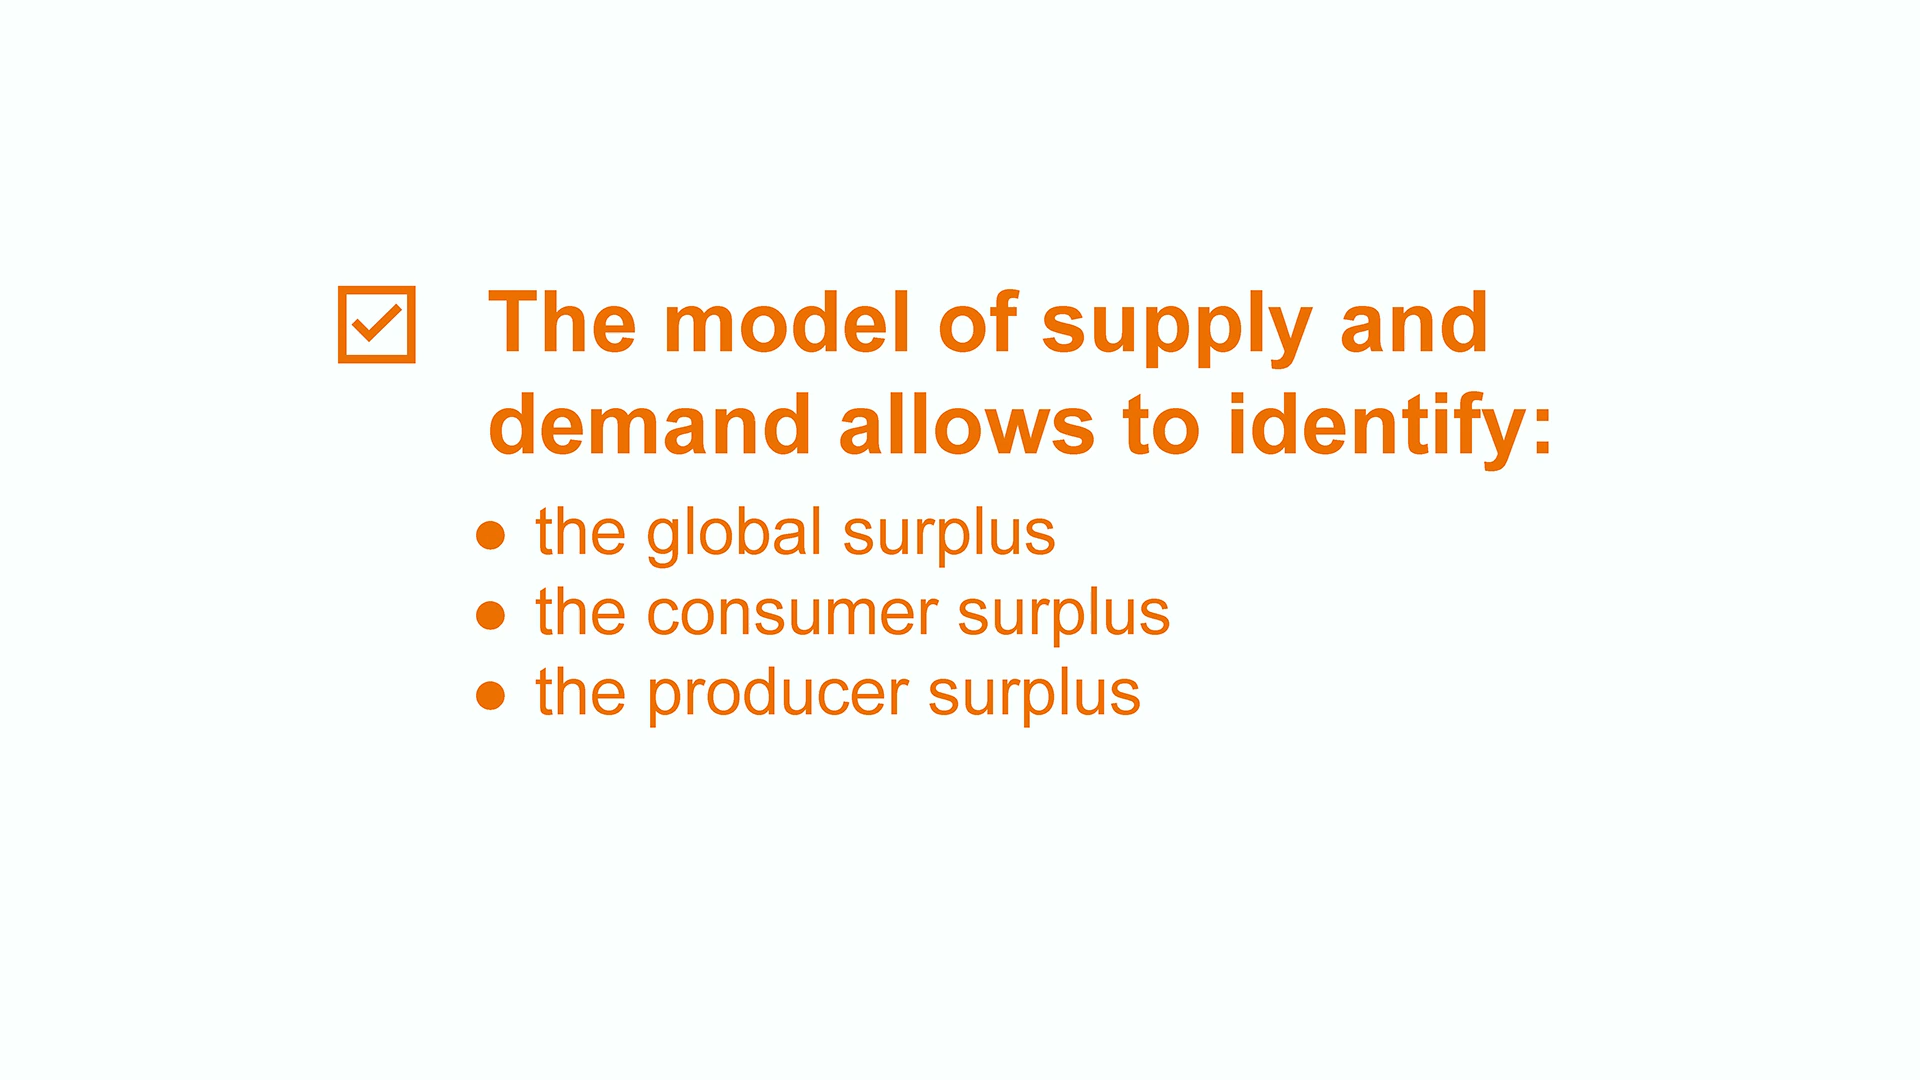 The model of supply and
demand allows to identify:
● the global surplus
● the consumer surplus
● the producer surplus